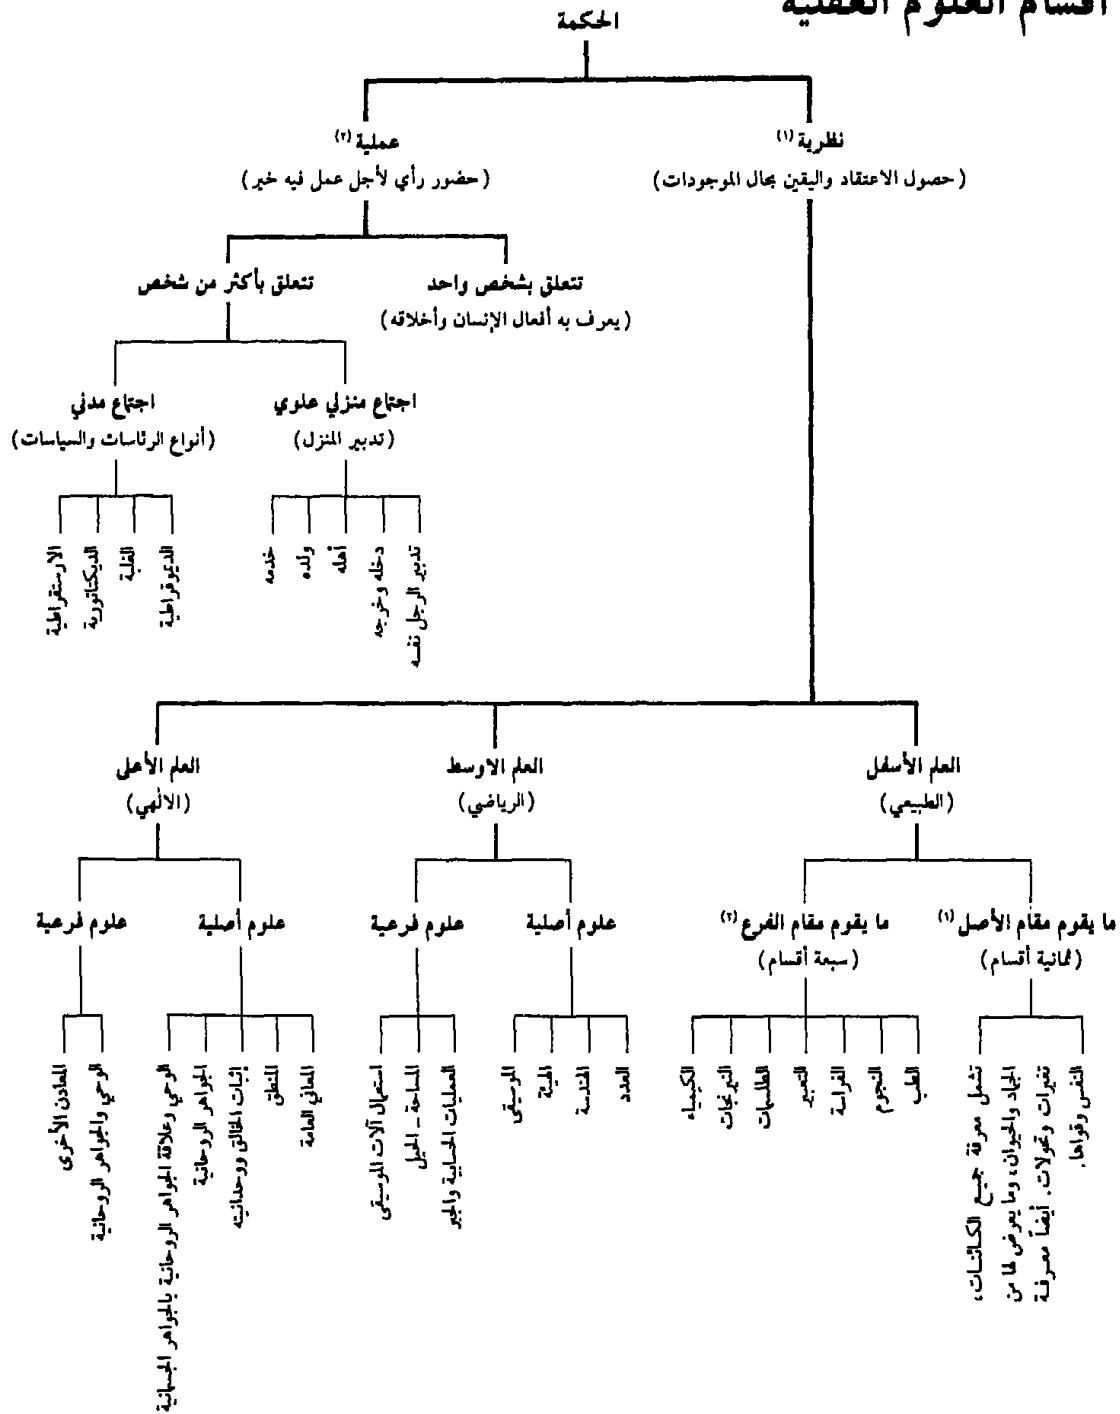 أقسام العلوم العقلية
الحكمة
نظرية (١)
(حصول الاعتقاد واليقين بحال الموجودات)
عملية (٢)
(حضور رأي لأجل عمل فيه خير)
تتعلق بشخص واحد
(يعرف به أفعال الإنسان وأخلاقه)
تتعلق بأكثر من شخص
اجتماع منزلي علوي
(تدبير المنزل)
اجتماع مدني
(أنواع الرئاسات والسياسات)
تدبير الرجل نفسه
دخله وخرجه
أهله
ولده
خدمه
الديموقراطية
الغلبة
الديكتاتورية
الارستقراطية
العلم الأسفل
(الطبيعي)
العلم الاوسط
(الرياضي)
العلم الأعلى
(الالهي)
ما يقوم مقام الأصل (١)
(ثمانية أقسام)
ما يقوم مقام الفرع (٢)
(سبعة أقسام)
علوم أصلية
علوم فرعية
علوم أصلية
علوم فرعية
تشمل معرفة جميع الكائنات،
الجماد والحيوان، وما يعرض لها من
تغيرات وتحولات. أيضاً معرفة
النفس وقواها.
الطب
النجوم
الفراسة
التعبير
الطلسمات
النيرنجات
الكيمياء
العدد
الهندسة
الهيئة
الموسيقى
العمليات الحسابية والجبر
المساحة - الحيل
استعمال آلات الموسيقى
المعاني العامة
المنطق
إثبات الخالق ووحدانيته
الجواهر الروحانية
الوحي وعلاقة الجواهر الروحانية بالجواهر الجسمانية
الوحي والجواهر الروحانية
المعادن الأخرى